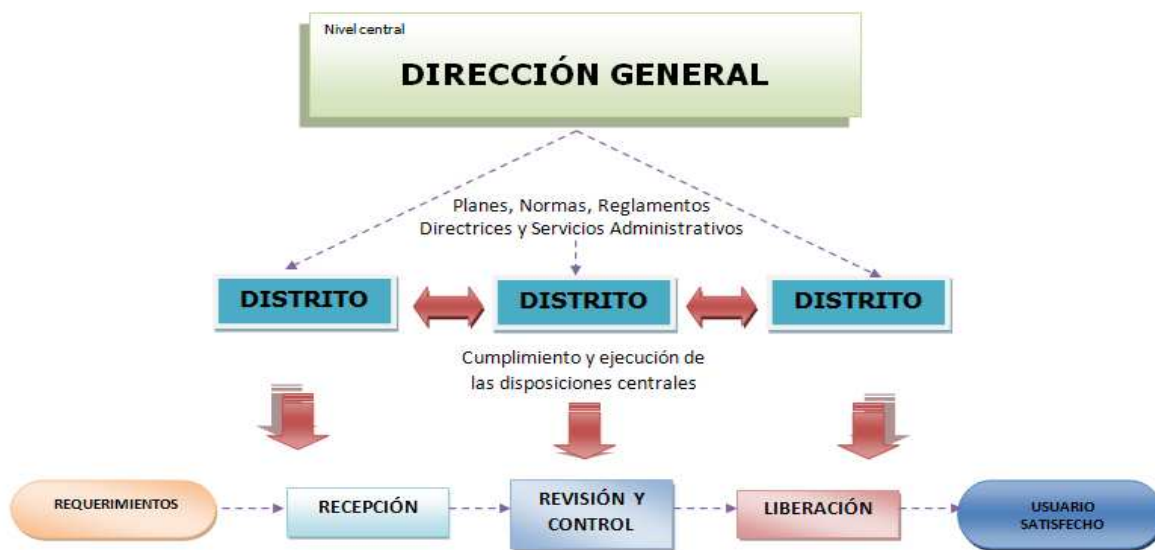 Nivel central
DIRECCIÓN GENERAL
Planes, Normas, Reglamentos
Directrices y Servicios Administrativos
DISTRITO
DISTRITO
DISTRITO
Cumplimiento y ejecución de
las disposiciones centrales
REQUERIMIENTOS
RECEPCIÓN
REVISIÓN Y
CONTROL
LIBERACIÓN
USUARIO
SATISFECHO